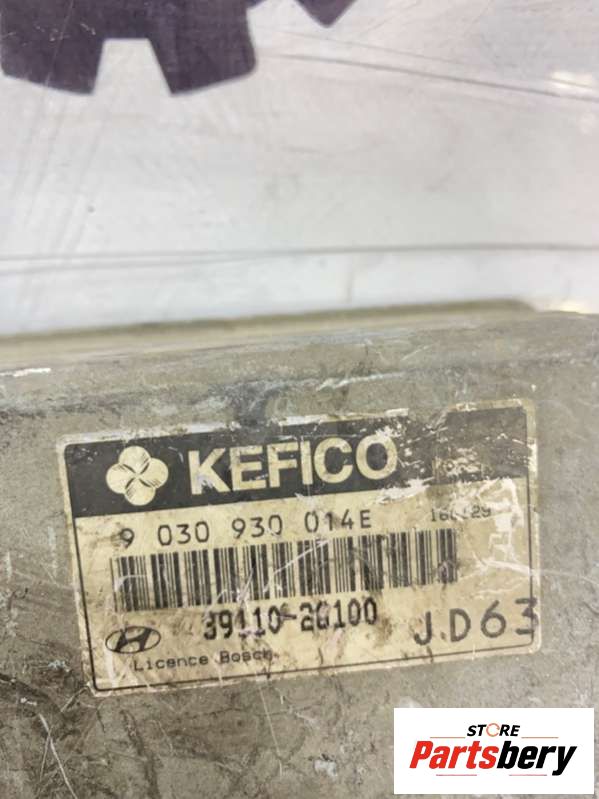 KEFICO
9 030 930 014E
39110-2G100
J.D63
Licence Bosch
STORE
Partsbery